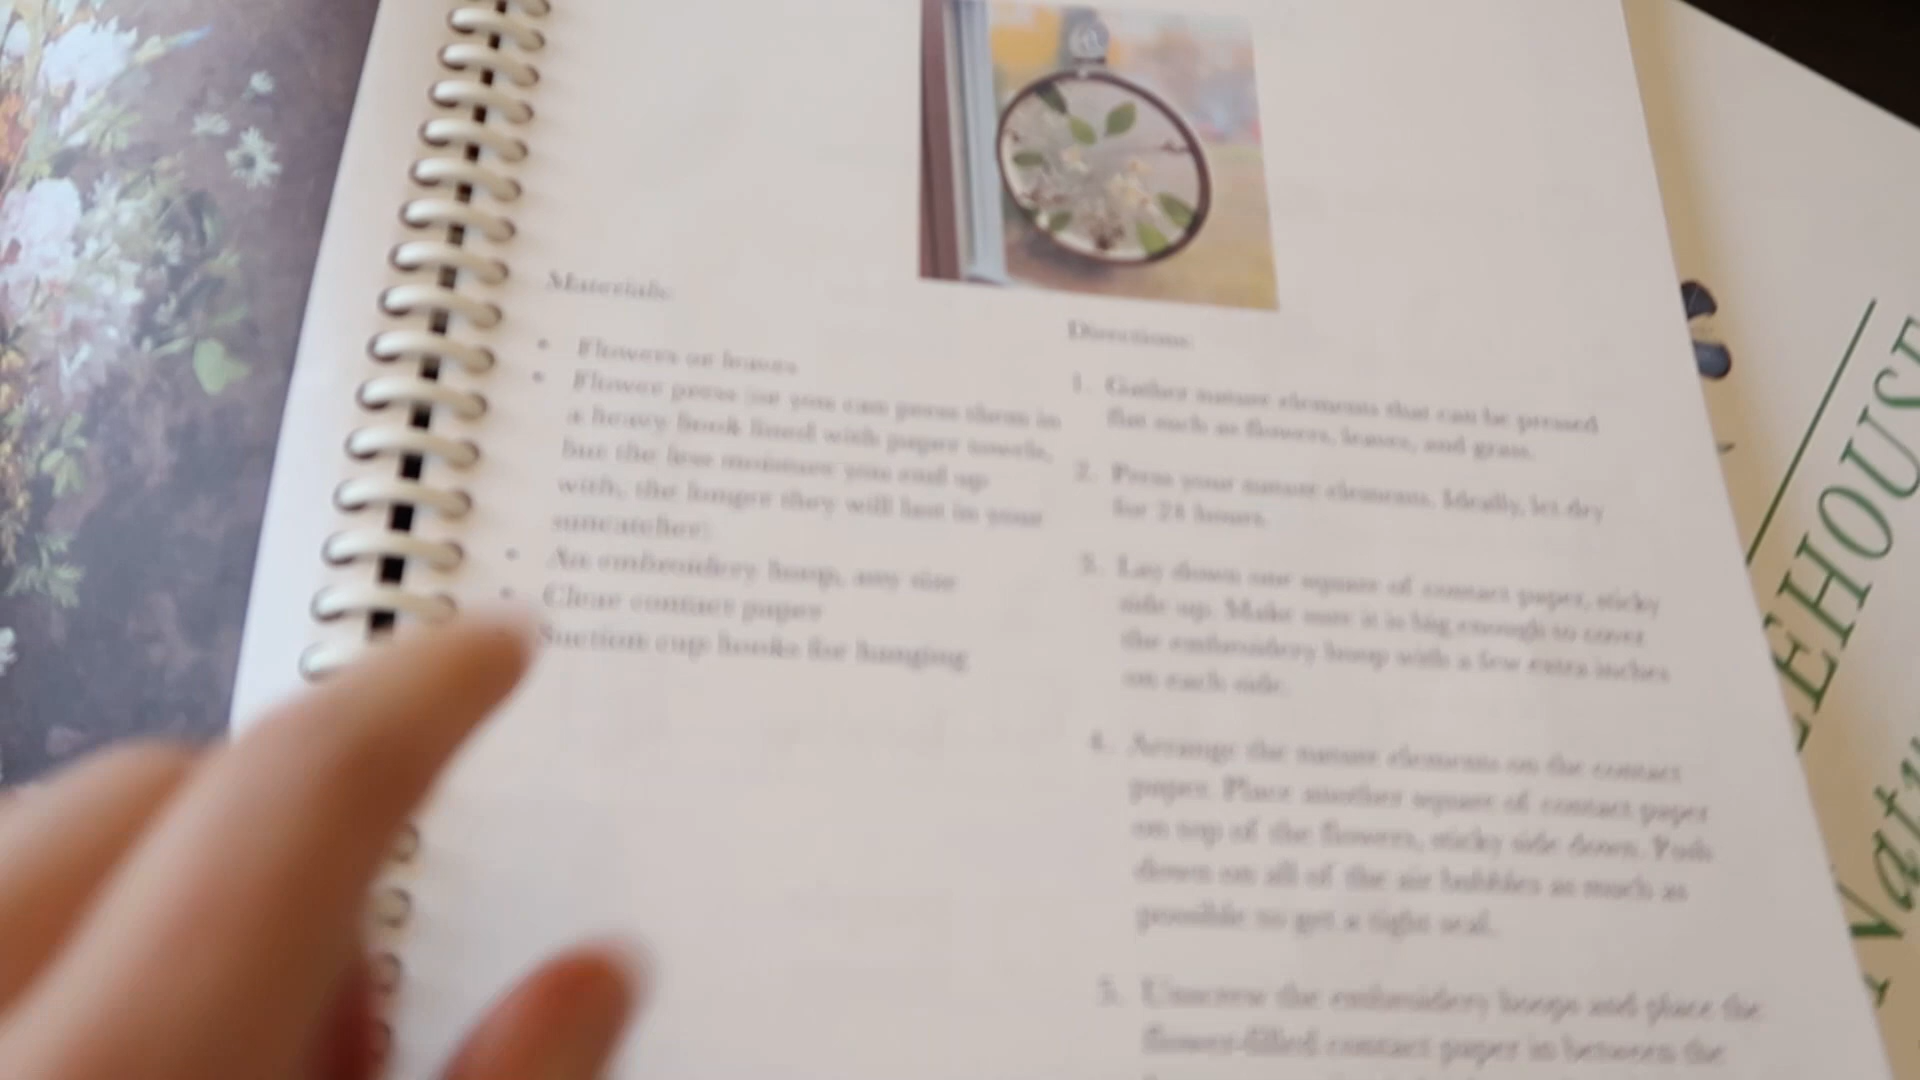 Materials:
Flowers or leaves
Flower press (or you can press them in
a heavy book lined with paper towels,
but the less moisture you end up
with, the longer they will last in your
suncatcher)
An embroidery hoop, any size
Clear contact paper
Suction cup hooks for hanging
Directions:
1. Gather nature elements that can be pressed
flat such as flowers, leaves, and grass.
2. Press your nature elements. Ideally, let dry
for 24 hours.
3. Lay down one square of contact paper, sticky
side up. Make sure it is big enough to cover
the embroidery hoop with a few extra inches
on each side.
4. Arrange the nature elements on the contact
paper. Place another square of contact paper
on top of the flowers, sticky side down. Push
down on all of the air bubbles as much as
possible to get a tight seal.
5. Unscrew the embroidery hoop and place the
flower-filled contact paper in between the
EEHOUSE
Natu